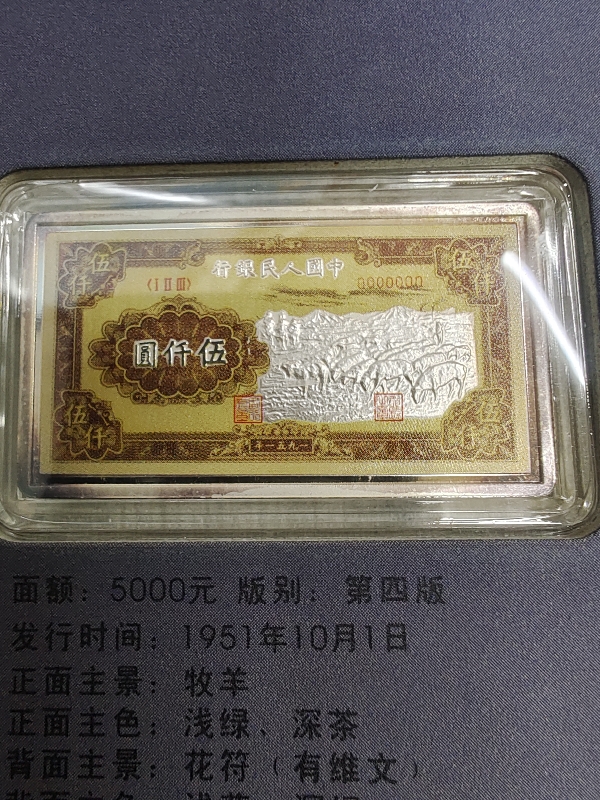 行銀民人國中
伍仟
伍仟
〈I II III〉
0000000
圓仟伍
伍仟
伍仟
年一五九一
面额：5000元 版别：第四版
发行时间：1951年10月1日
正面主景：牧羊
正面主色：浅绿、深茶
背面主景：花符（有维文）